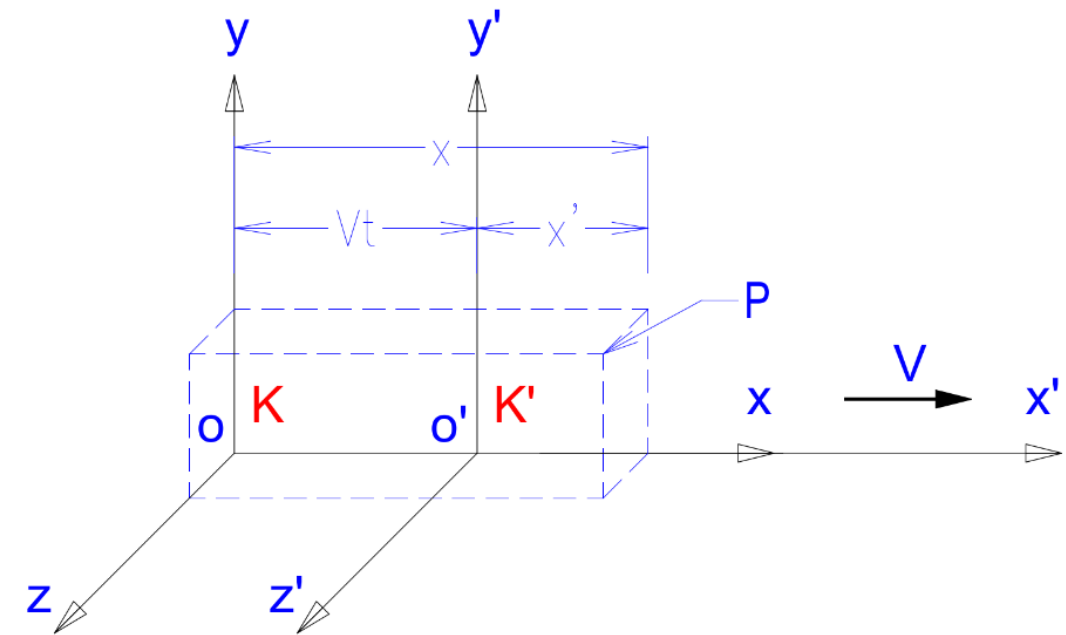 y y'
x
Vt x’
P
V
K K' x x'
o o'
z z'